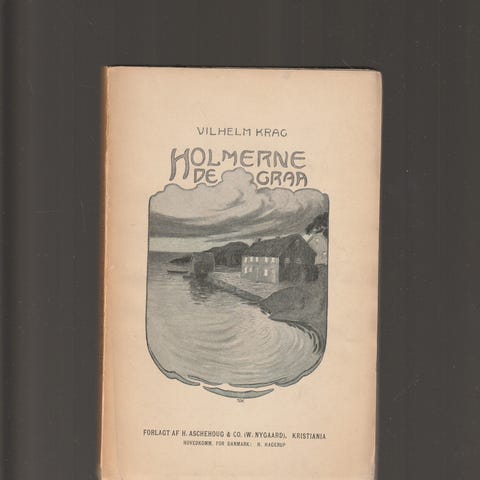 VILHELM KRAG
HOLMERNE
DE GRAA
FORLAGT AF H. ASCHEHOUG & CO. (W. NYGAARD), KRISTIANIA
HOVEDKOMM. FOR DANMARK: H. HAGERUP